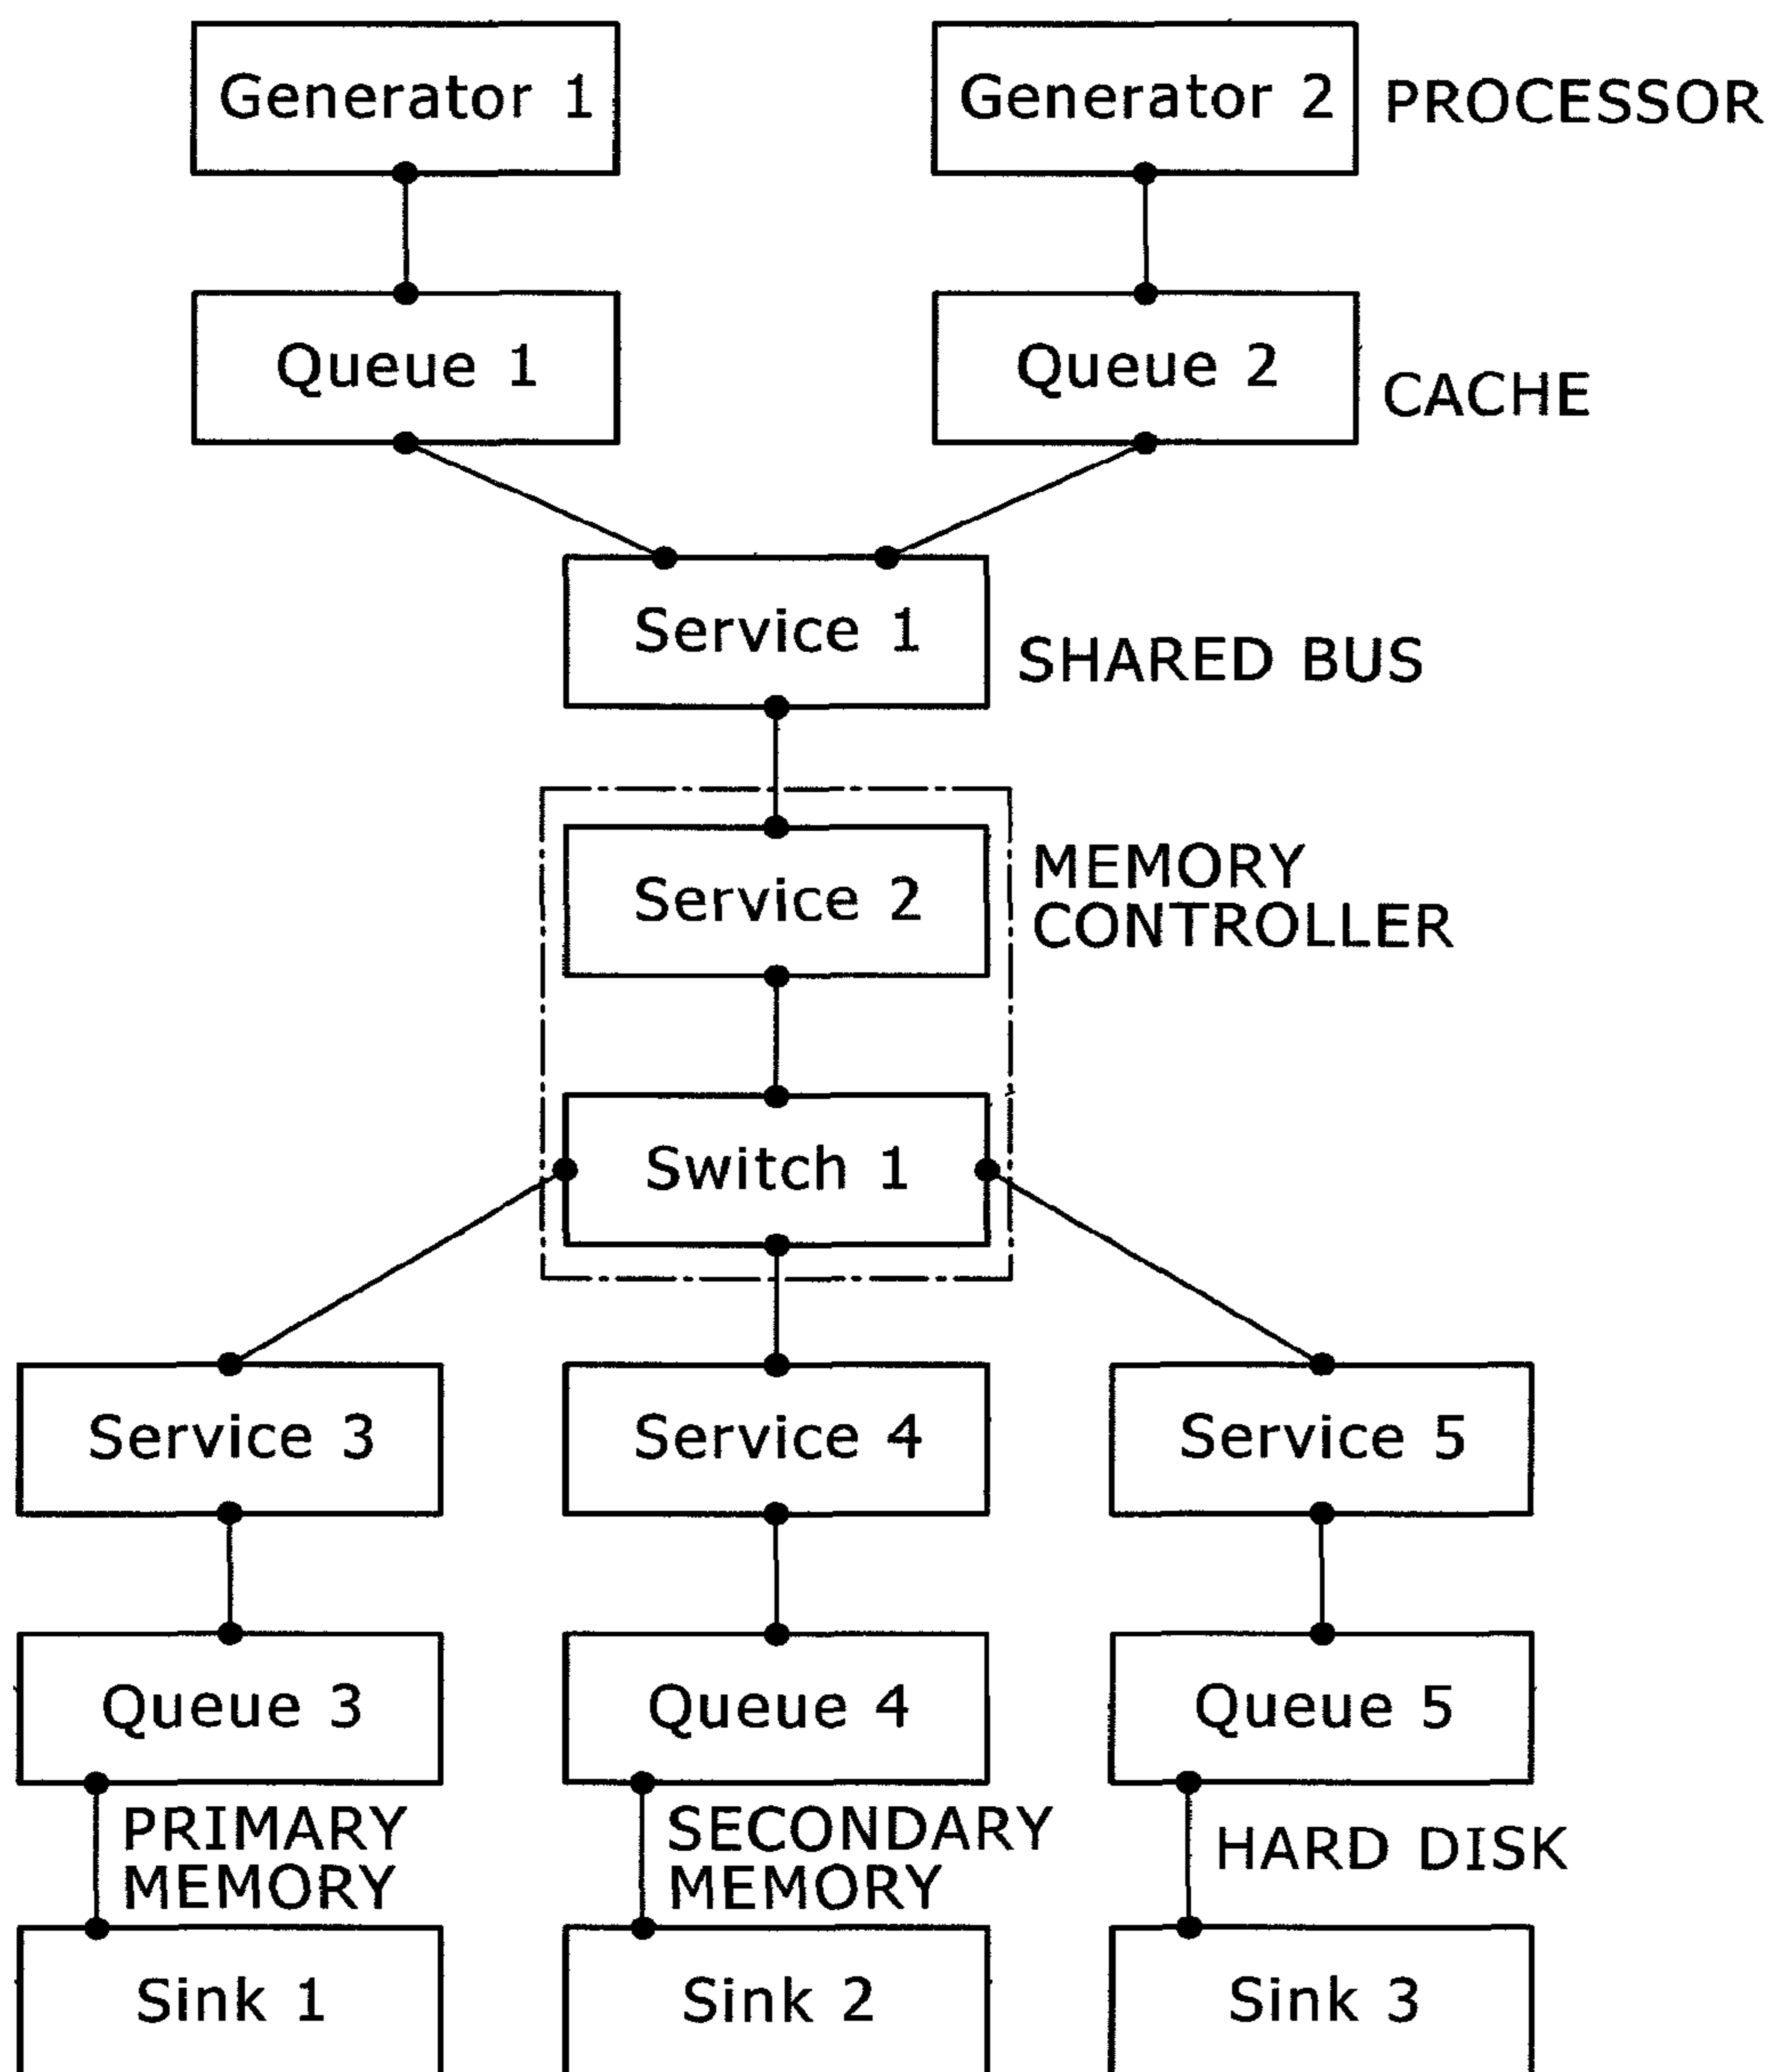 Generator 1
Generator 2
PROCESSOR
Queue 1
Queue 2
CACHE
Service 1
SHARED BUS
Service 2
MEMORY
CONTROLLER
Switch 1
Service 3
Service 4
Service 5
Queue 3
Queue 4
Queue 5
PRIMARY
MEMORY
SECONDARY
MEMORY
HARD DISK
Sink 1
Sink 2
Sink 3